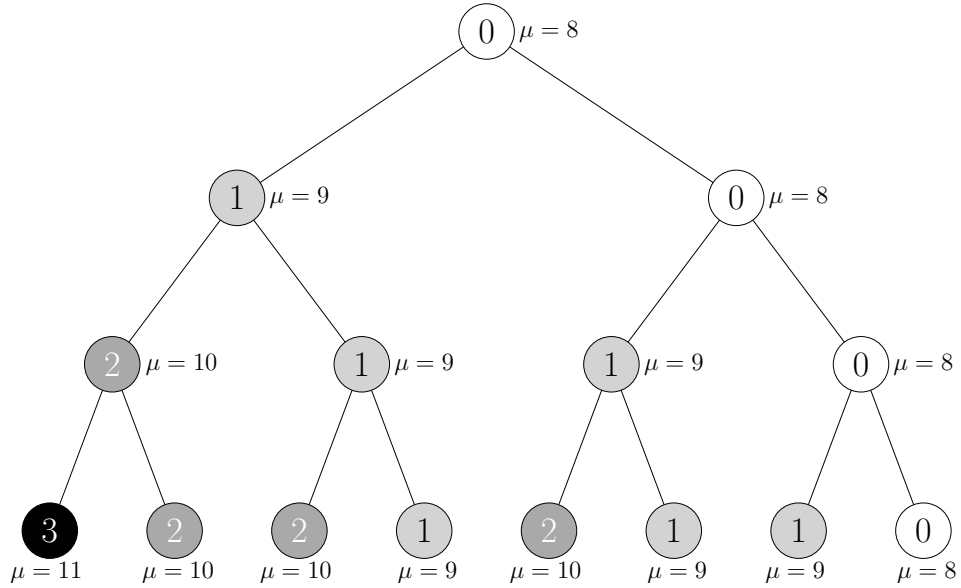 0 μ = 8
1 μ = 9 0 μ = 8
2 μ = 10 1 μ = 9 1 μ = 9 0 μ = 8
3 2 2 1 2 1 1 0
μ = 11 μ = 10 μ = 10 μ = 9 μ = 10 μ = 9 μ = 9 μ = 8